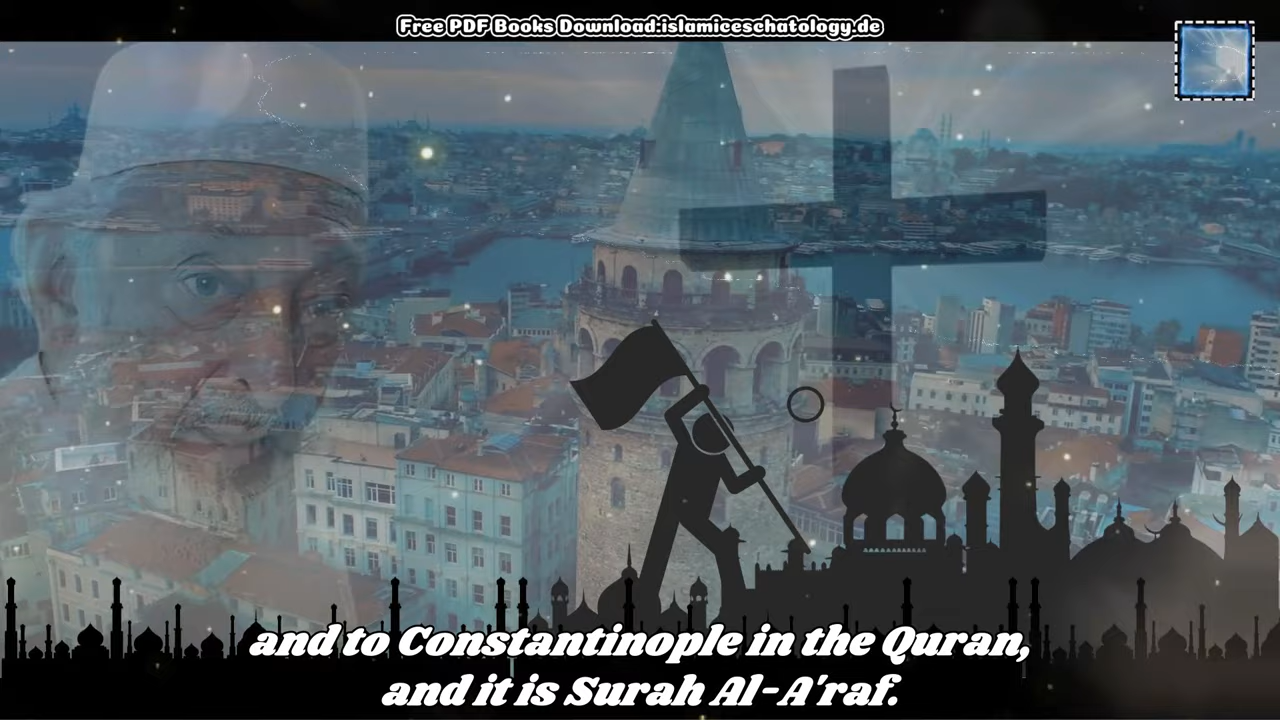 Free PDF Books Download:islamiceschatology.de
and to Constantinople in the Quran,
and it is Surah Al-A'raf.